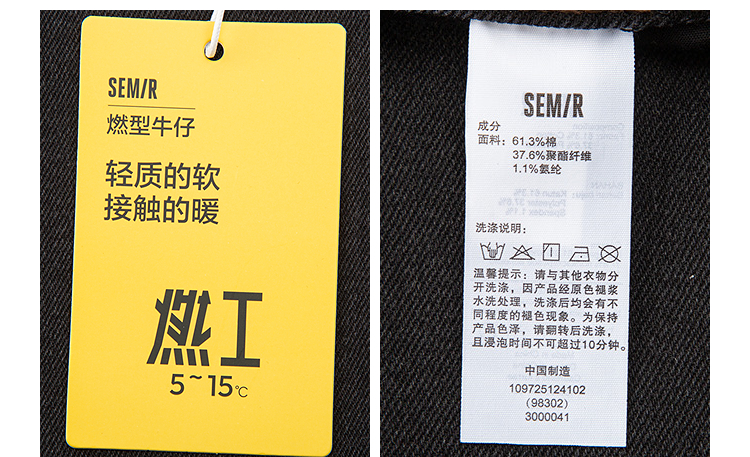 SEM/R
燃型牛仔
轻质的软
接触的暖
燃工
5~15℃
SEM/R
成分
面料：61.3%棉
37.6%聚酯纤维
1.1%氨纶
洗涤说明：
温馨提示：请与其他衣物分
开洗涤，因产品经原色褪浆
水洗处理，洗涤后均会有不
同程度的褪色现象。为保持
产品色泽，请翻转后洗涤，
且浸泡时间不可超过10分钟。
中国制造
109725124102
(98302)
3000041